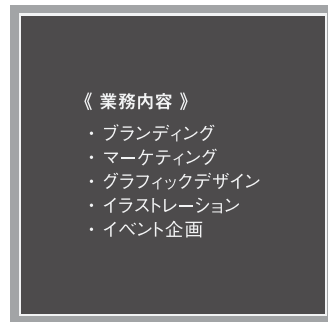 《 業務内容 》
・ ブランディング
・ マーケティング
・ グラフィックデザイン
・ イラストレーション
・ イベント企画